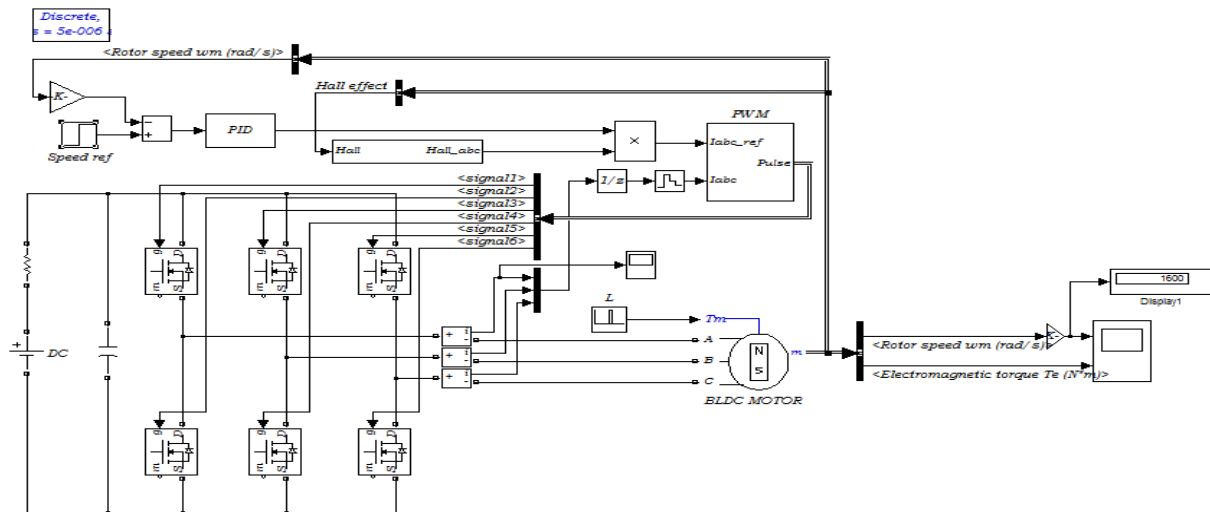 Discrete,
s = 5e-006
<Rotor speed wm (rad/s)>
Hall effect
K-
PID
Speed ref
Hall
Hall_abc
×
PWM
Iabc_ref
Pulse
Iabc
1/z
<signal1>
<signal2>
<signal3>
<signal4>
<signal5>
<signal6>
g D
m S
g D
m S
g D
m S
DC
+
i
+ -
i
+ -
i
+ -
L
Tm
A
B
C
N
S
m
BLDC MOTOR
<Rotor speed wm (rad/s)>
K-
<Electromagnetic torque Te (N*m)>
1600
Display1
g D
m S
g D
m S
g D
m S